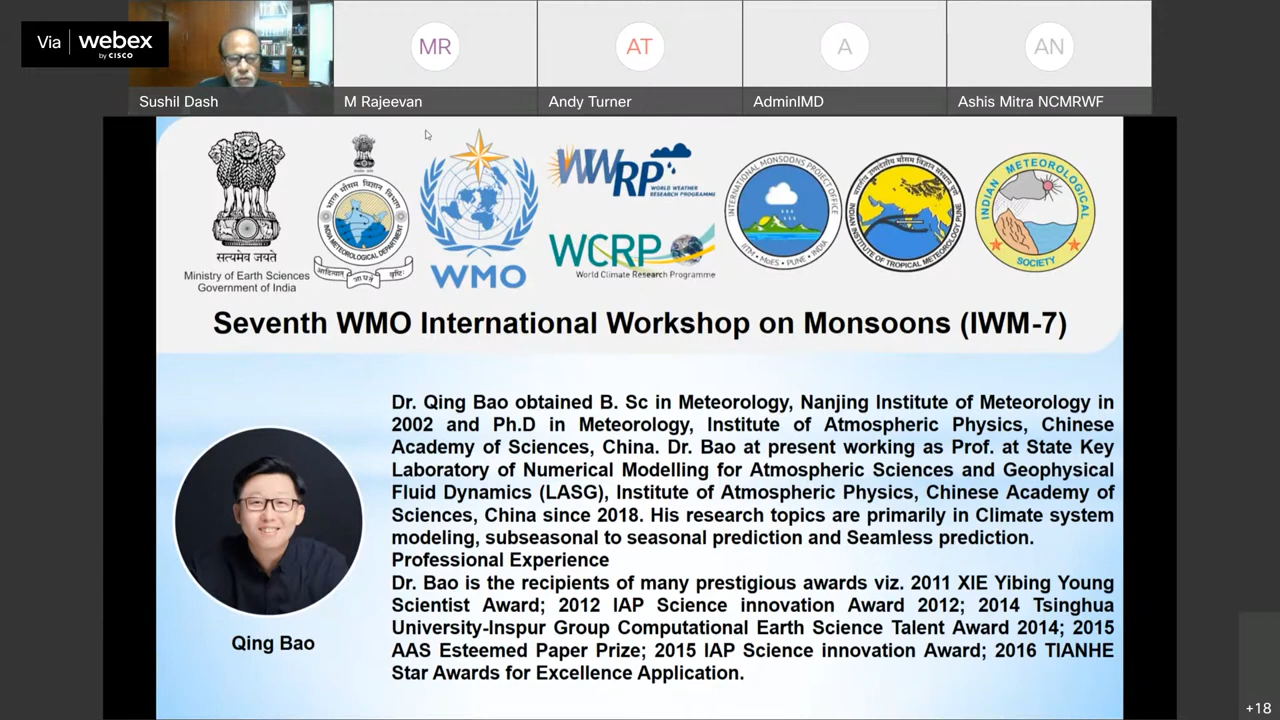 Via webex
by CISCO
MR
AT
A
AN
Sushil Dash
M Rajeevan
Andy Turner
AdminIMD
Ashis Mitra NCMRWF
सत्यमेव जयते
Ministry of Earth Sciences
Government of India
भारत मौसम विज्ञान विभाग
INDIA METEOROLOGICAL DEPARTMENT
WMO
WWRP
WORLD WEATHER
RESEARCH PROGRAMME
WCRP
World Climate Research Programme
INTERNATIONAL MONSOONS PROJECT OFFICE
IITM • MoES • PUNE • INDIA
INDIAN INSTITUTE OF TROPICAL METEOROLOGY PUNE
INDIAN METEOROLOGICAL
SOCIETY
Seventh WMO International Workshop on Monsoons (IWM-7)
Dr. Qing Bao obtained B. Sc in Meteorology, Nanjing Institute of Meteorology in
2002 and Ph.D in Meteorology, Institute of Atmospheric Physics, Chinese
Academy of Sciences, China. Dr. Bao at present working as Prof. at State Key
Laboratory of Numerical Modelling for Atmospheric Sciences and Geophysical
Fluid Dynamics (LASG), Institute of Atmospheric Physics, Chinese Academy of
Sciences, China since 2018. His research topics are primarily in Climate system
modeling, subseasonal to seasonal prediction and Seamless prediction.
Professional Experience
Dr. Bao is the recipients of many prestigious awards viz. 2011 XIE Yibing Young
Scientist Award; 2012 IAP Science innovation Award 2012; 2014 Tsinghua
University-Inspur Group Computational Earth Science Talent Award 2014; 2015
AAS Esteemed Paper Prize; 2015 IAP Science innovation Award; 2016 TIANHE
Star Awards for Excellence Application.
Qing Bao
+18